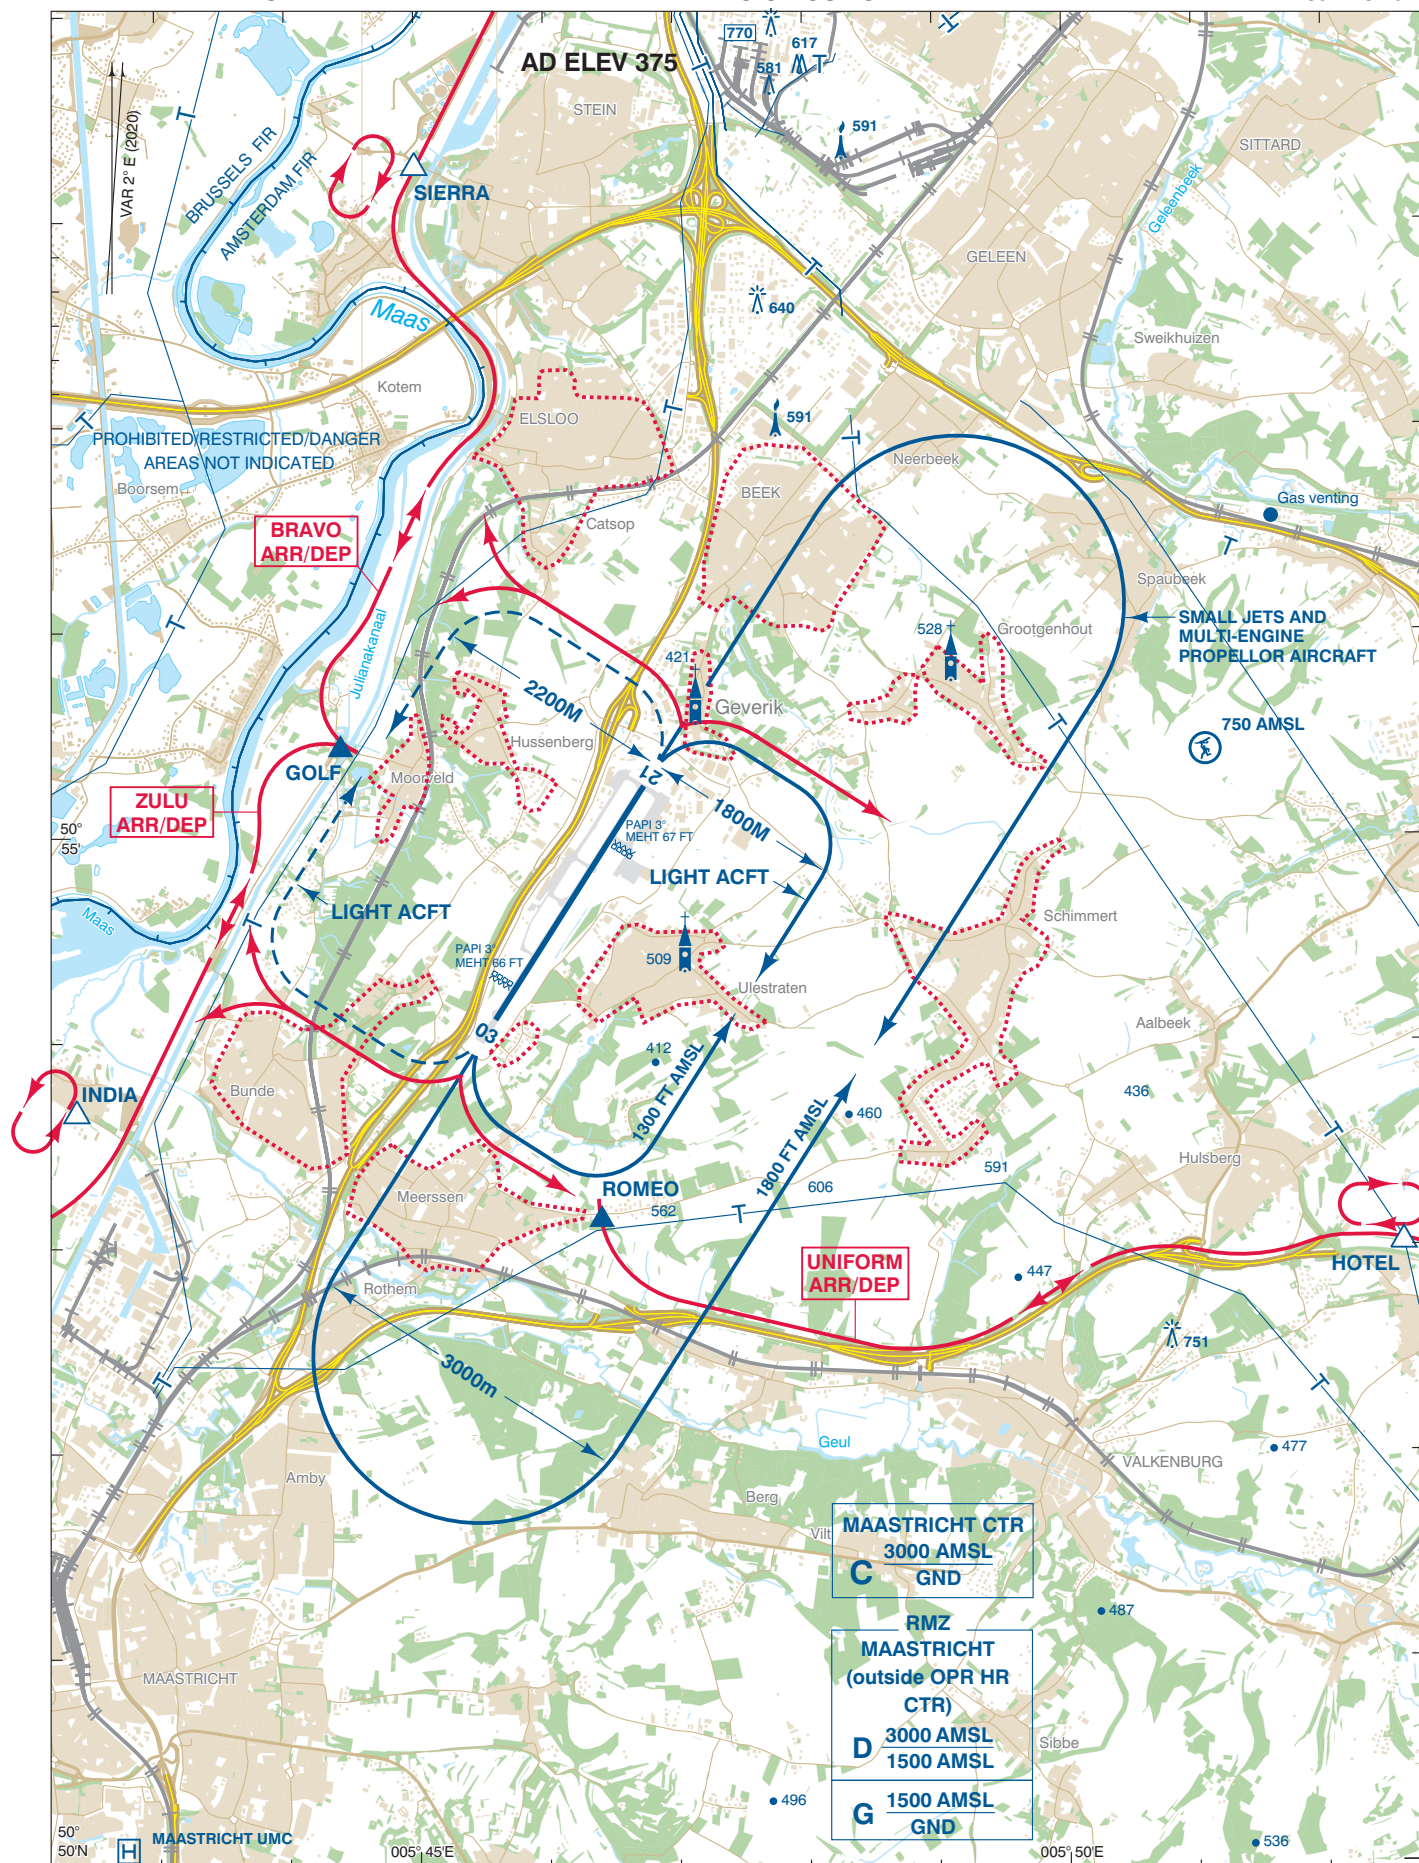 AD ELEV 375
770
617
581
591
STEIN
SITTARD
VAR 2° E (2020)
BRUSSELS FIR
AMSTERDAM FIR
SIERRA
Geleenbeek
GELEEN
Maas
640
Sweikhuizen
Kotem
ELSLOO
591
PROHIBITED/RESTRICTED/DANGER
AREAS NOT INDICATED
Neerbeek
Boorsem
BEEK
Gas venting
BRAVO
ARR/DEP
Catsop
Spaubeek
SMALL JETS AND
MULTI-ENGINE
PROPELLOR AIRCRAFT
528
Grootgenhout
Julianakanaal
421
2200M
Geverik
750 AMSL
Hussenberg
GOLF
Moorveld
21
ZULU
ARR/DEP
1800M
50°
55'
PAPI 3°
MEHT 67 FT
LIGHT ACFT
LIGHT ACFT
Maas
Schimmert
PAPI 3°
MEHT 66 FT
509
Ulestraten
03
Aalbeek
412
1300 FT AMSL
INDIA
Bunde
436
460
1800 FT AMSL
Hulsberg
591
Meerssen
ROMEO
562
606
UNIFORM
ARR/DEP
HOTEL
447
Rothem
751
3000m
Geul
477
VALKENBURG
Amby
Berg
Vilt
MAASTRICHT CTR
C
3000 AMSL
GND
487
RMZ
MAASTRICHT
(outside OPR HR
CTR)
D
3000 AMSL
1500 AMSL
MAASTRICHT
Sibbe
G
1500 AMSL
GND
496
50°
50'N
H
MAASTRICHT UMC
005° 45'E
005° 50'E
536